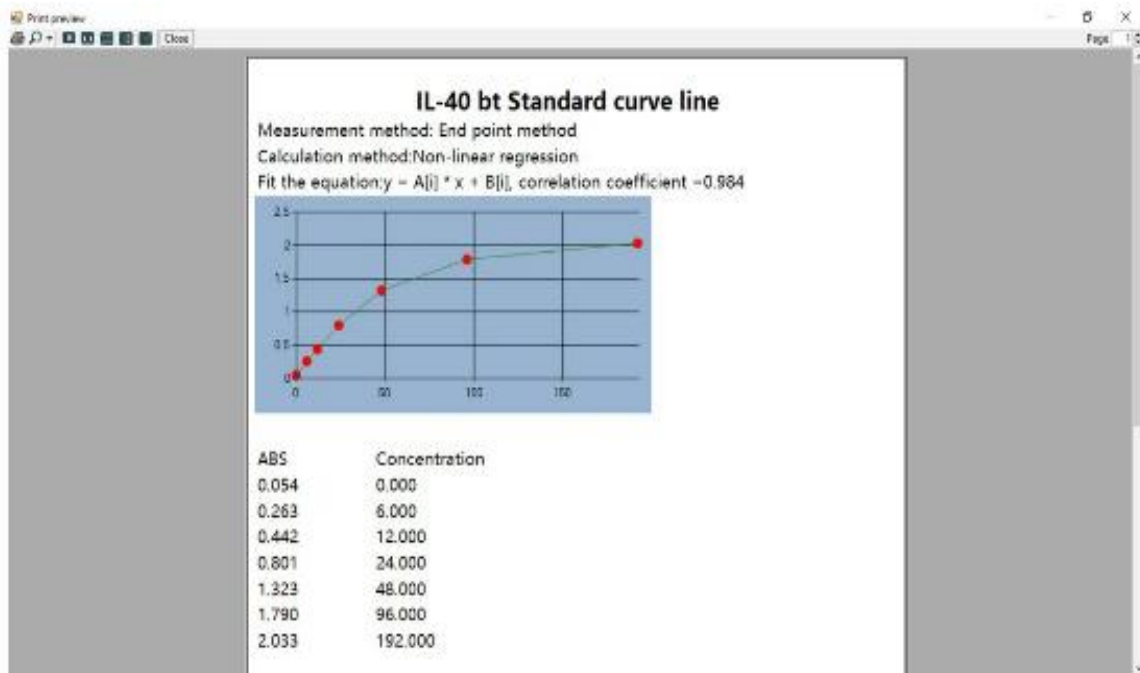 Print preview
Close
Page 1
IL-40 bt Standard curve line
Measurement method: End point method
Calculation method:Non-linear regression
Fit the equation:y = A[i] * x + B[i], correlation coefficient =0.984
2.5
2
1.5
1
0.5
0
0 50 100 150
ABS Concentration
0.054 0.000
0.263 6.000
0.442 12.000
0.801 24.000
1.323 48.000
1.790 96.000
2.033 192.000